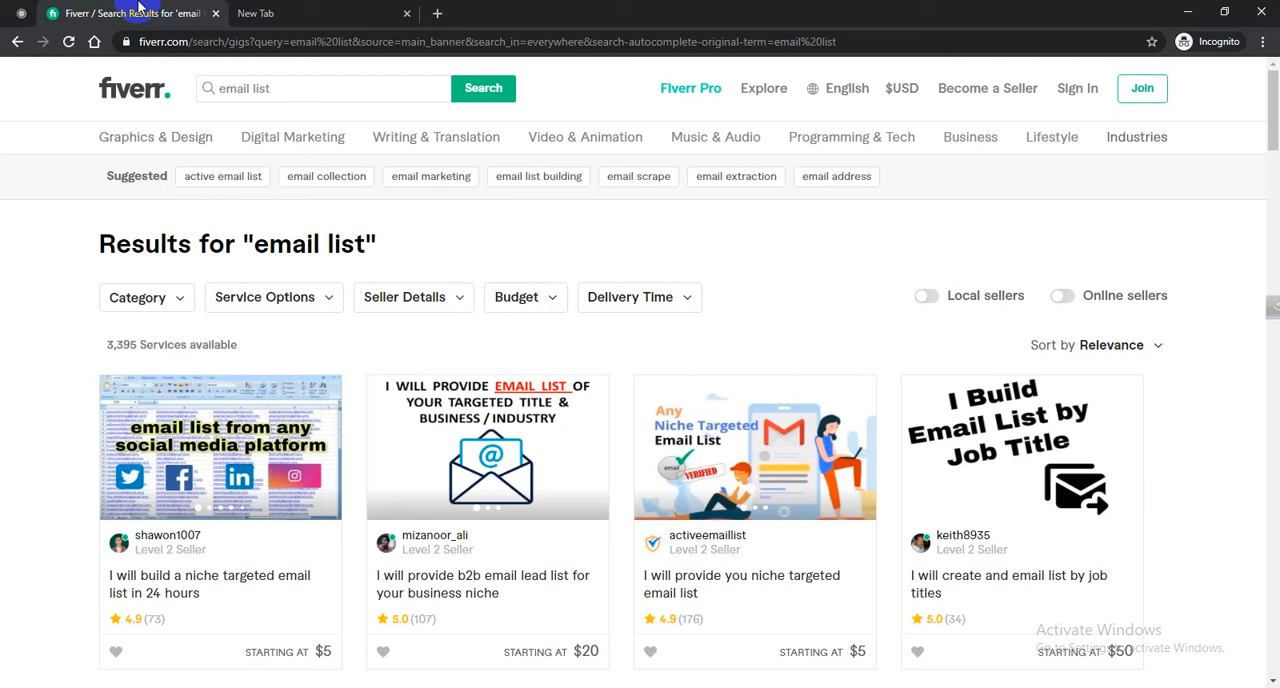 Fiverr / Search Results for 'email
New Tab
fiverr.com/search/gigs?query=email%20list&source=main_banner&search_in=everywhere&search-autocomplete-original-term=email%20list
Incognito
fiverr.
email list
Search
Fiverr Pro
Explore
English
$USD
Become a Seller
Sign In
Join
Graphics & Design
Digital Marketing
Writing & Translation
Video & Animation
Music & Audio
Programming & Tech
Business
Lifestyle
Industries
Suggested
active email list
email collection
email marketing
email list building
email scrape
email extraction
email address
Results for "email list"
Category
Service Options
Seller Details
Budget
Delivery Time
Local sellers
Online sellers
3,395 Services available
Sort by Relevance
email list from any
social media platform
I WILL PROVIDE EMAIL LIST OF
YOUR TARGETED TITLE &
BUSINESS / INDUSTRY
Any
Niche Targeted
Email List
email
VERIFIED
I Build
Email List by
Job Title
shawon1007
Level 2 Seller
I will build a niche targeted email
list in 24 hours
4.9 (73)
STARTING AT $5
mizanoor_ali
Level 2 Seller
I will provide b2b email lead list for
your business niche
5.0 (107)
STARTING AT $20
activeemaillist
Level 2 Seller
I will provide you niche targeted
email list
4.9 (176)
STARTING AT $5
keith8935
Level 2 Seller
I will create and email list by job
titles
5.0 (34)
STARTING AT $50
Activate Windows
Go to Settings to activate Windows.